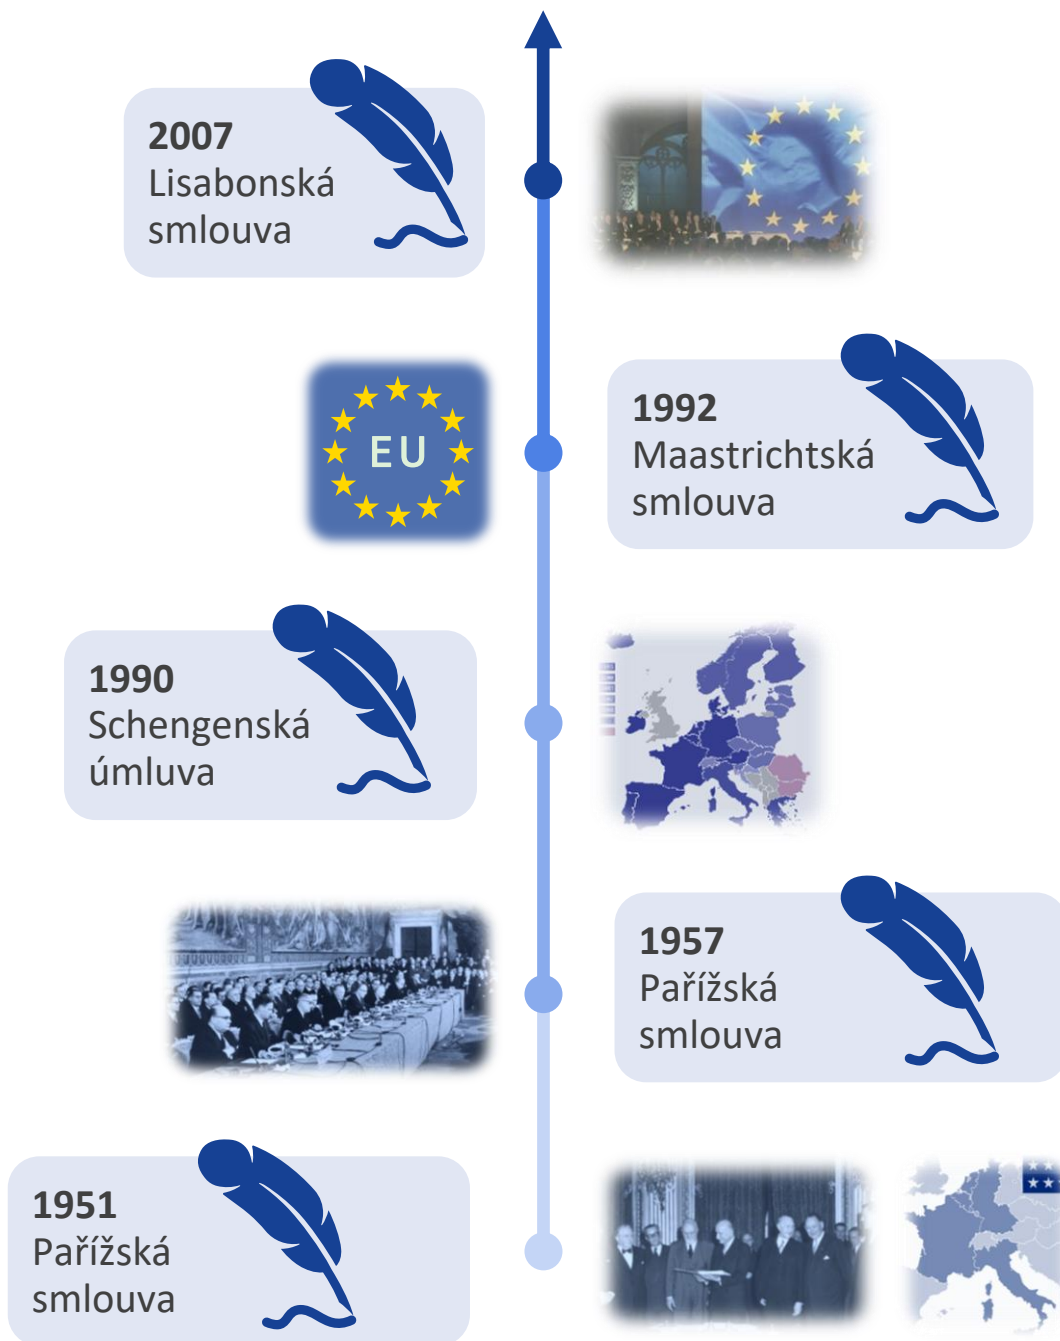 2007
Lisabonská
smlouva
EU
1992
Maastrichtská
smlouva
1990
Schengenská
úmluva
1957
Pařížská
smlouva
1951
Pařížská
smlouva